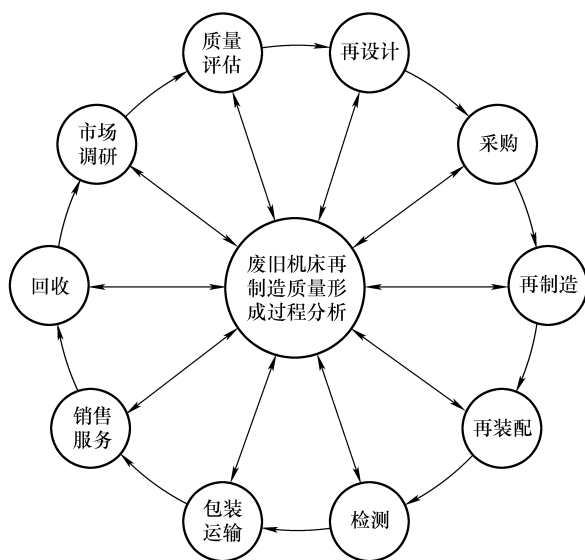 质量
评估
再设计
市场
调研
采购
废旧机床再
制造质量形
成过程分析
回收
再制造
销售
服务
再装配
包装
运输
检测